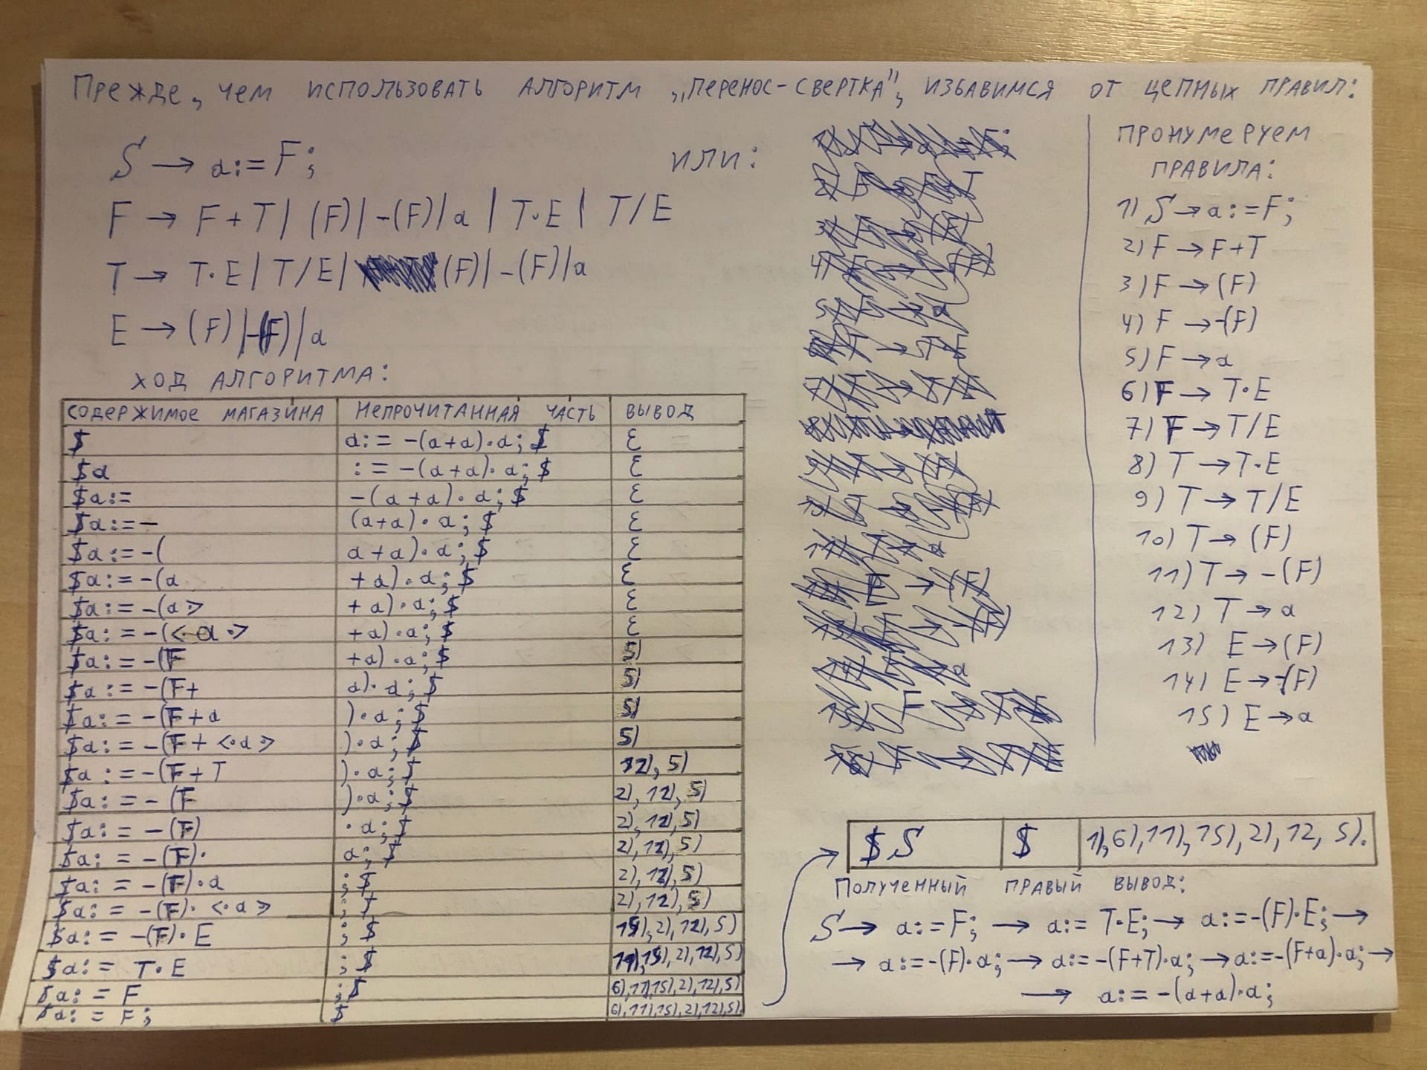 Прежде, чем использовать алгоритм „перенос-свертка", избавимся от цепных правил:
S → a:=F;
или:
F → F+T | (F) | -(F) | a | T·E | T/E
T → T·E | T/E | (F) | -(F) | a
E → (F) | -(F) | a
Ход алгоритма:
содержимое магазина | непрочитанная часть | вывод
$ | a:= -(a+a)·a; $ | ε
$a | := -(a+a)·a; $ | ε
$a:= | -(a+a)·a; $ | ε
$a:=- | (a+a)·a; $ | ε
$a:=-( | a+a)·a; $ | ε
$a:= -(a | +a)·a; $ | ε
$a:= -(a·> | +a)·a; $ | ε
$a:= -(<·a·> | +a)·a; $ | ε
$a:= -(F | +a)·a; $ | 5)
$a:= -(F+ | a)·a; $ | 5)
$a:= -(F+a | )·a; $ | 5)
$a:= -(F+<·a·> | )·a; $ | 5)
$a:= -(F+T | )·a; $ | 12), 5)
$a:= -(F | )·a; $ | 2), 12), 5)
$a:= -(F) | ·a; $ | 2), 12), 5)
$a:= -(F)· | a; $ | 2), 12), 5)
$a:= -(F)·a | ; $ | 2), 12), 5)
$a:= -(F)·<·a·> | ; $ | 2), 12), 5)
$a:= -(F)·E | ; $ | 15), 2), 12), 5)
$a:= T·E | ; $ | 11), 15), 2), 12), 5)
$a:= F | ; $ | 6), 11), 15), 2), 12), 5)
$a:= F; | $ | 6), 11), 15), 2), 12), 5)
Пронумеруем
правила:
1) S→a:=F;
2) F→F+T
3) F→(F)
4) F→-(F)
5) F→a
6) F→T·E
7) F→T/E
8) T→T·E
9) T→T/E
10) T→(F)
11) T→-(F)
12) T→a
13) E→(F)
14) E→-(F)
15) E→a
$S | $ | 1), 6), 11), 15), 2), 12, 5).
Полученный правый вывод:
S→ a:=F; → a:= T·E; → a:=-(F)·E; →
→ a:=-(F)·a; → a:=-(F+T)·a; → a:=-(F+a)·a; →
→ a:=-(a+a)·a;